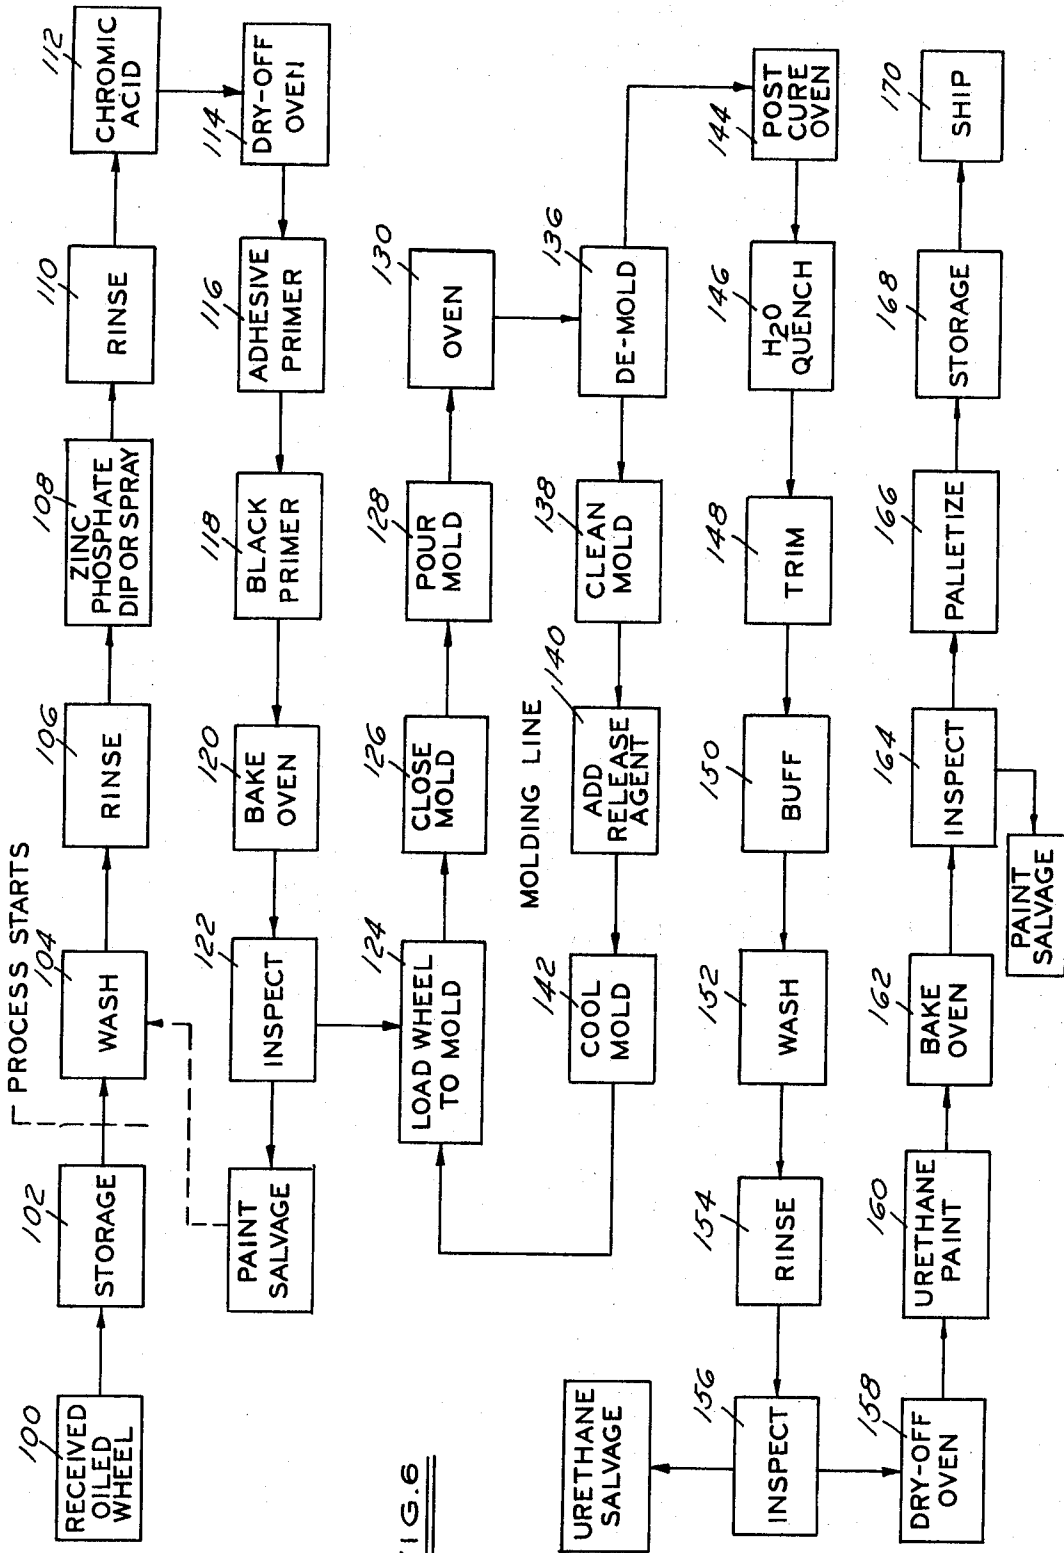 100
RECEIVED
OILED
WHEEL
102
STORAGE
PROCESS STARTS
104
WASH
106
RINSE
108
ZINC
PHOSPHATE
DIP OR SPRAY
110
RINSE
112
CHROMIC
ACID
114
DRY-OFF
OVEN
116
ADHESIVE
PRIMER
118
BLACK
PRIMER
120
BAKE
OVEN
122
INSPECT
PAINT
SALVAGE
124
LOAD WHEEL
TO MOLD
126
CLOSE
MOLD
128
POUR
MOLD
130
OVEN
MOLDING LINE
136
DE-MOLD
138
CLEAN
MOLD
140
ADD
RELEASE
AGENT
142
COOL
MOLD
144
POST
CURE
OVEN
146
H2O
QUENCH
148
TRIM
150
BUFF
152
WASH
154
RINSE
156
INSPECT
URETHANE
SALVAGE
158
DRY-OFF
OVEN
160
URETHANE
PAINT
162
BAKE
OVEN
164
INSPECT
PAINT
SALVAGE
166
PALLETIZE
168
STORAGE
170
SHIP
FIG.6